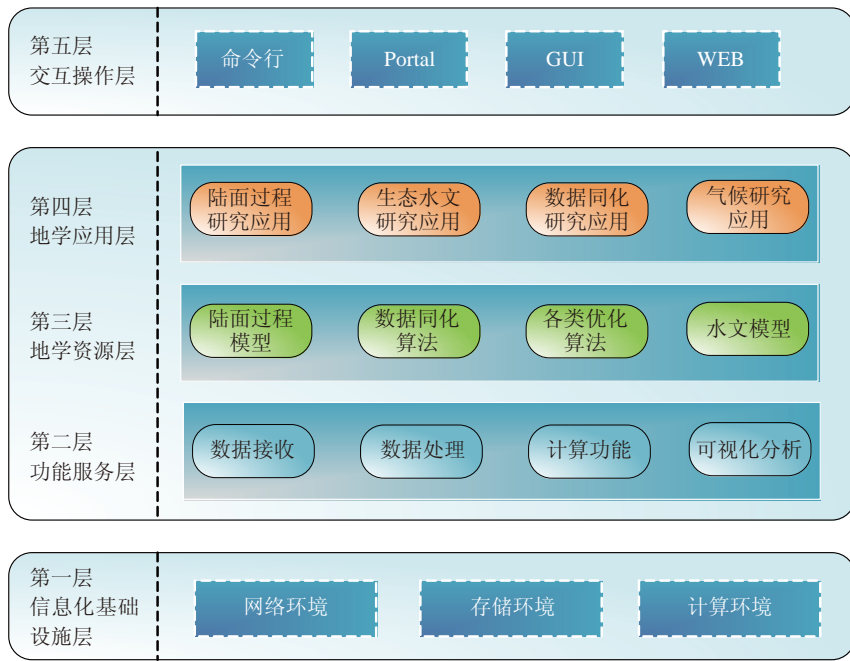 第五层
交互操作层
命令行
Portal
GUI
WEB
第四层
地学应用层
陆面过程
研究应用
生态水文
研究应用
数据同化
研究应用
气候研究
应用
第三层
地学资源层
陆面过程
模型
数据同化
算法
各类优化
算法
水文模型
第二层
功能服务层
数据接收
数据处理
计算功能
可视化分析
第一层
信息化基础
设施层
网络环境
存储环境
计算环境